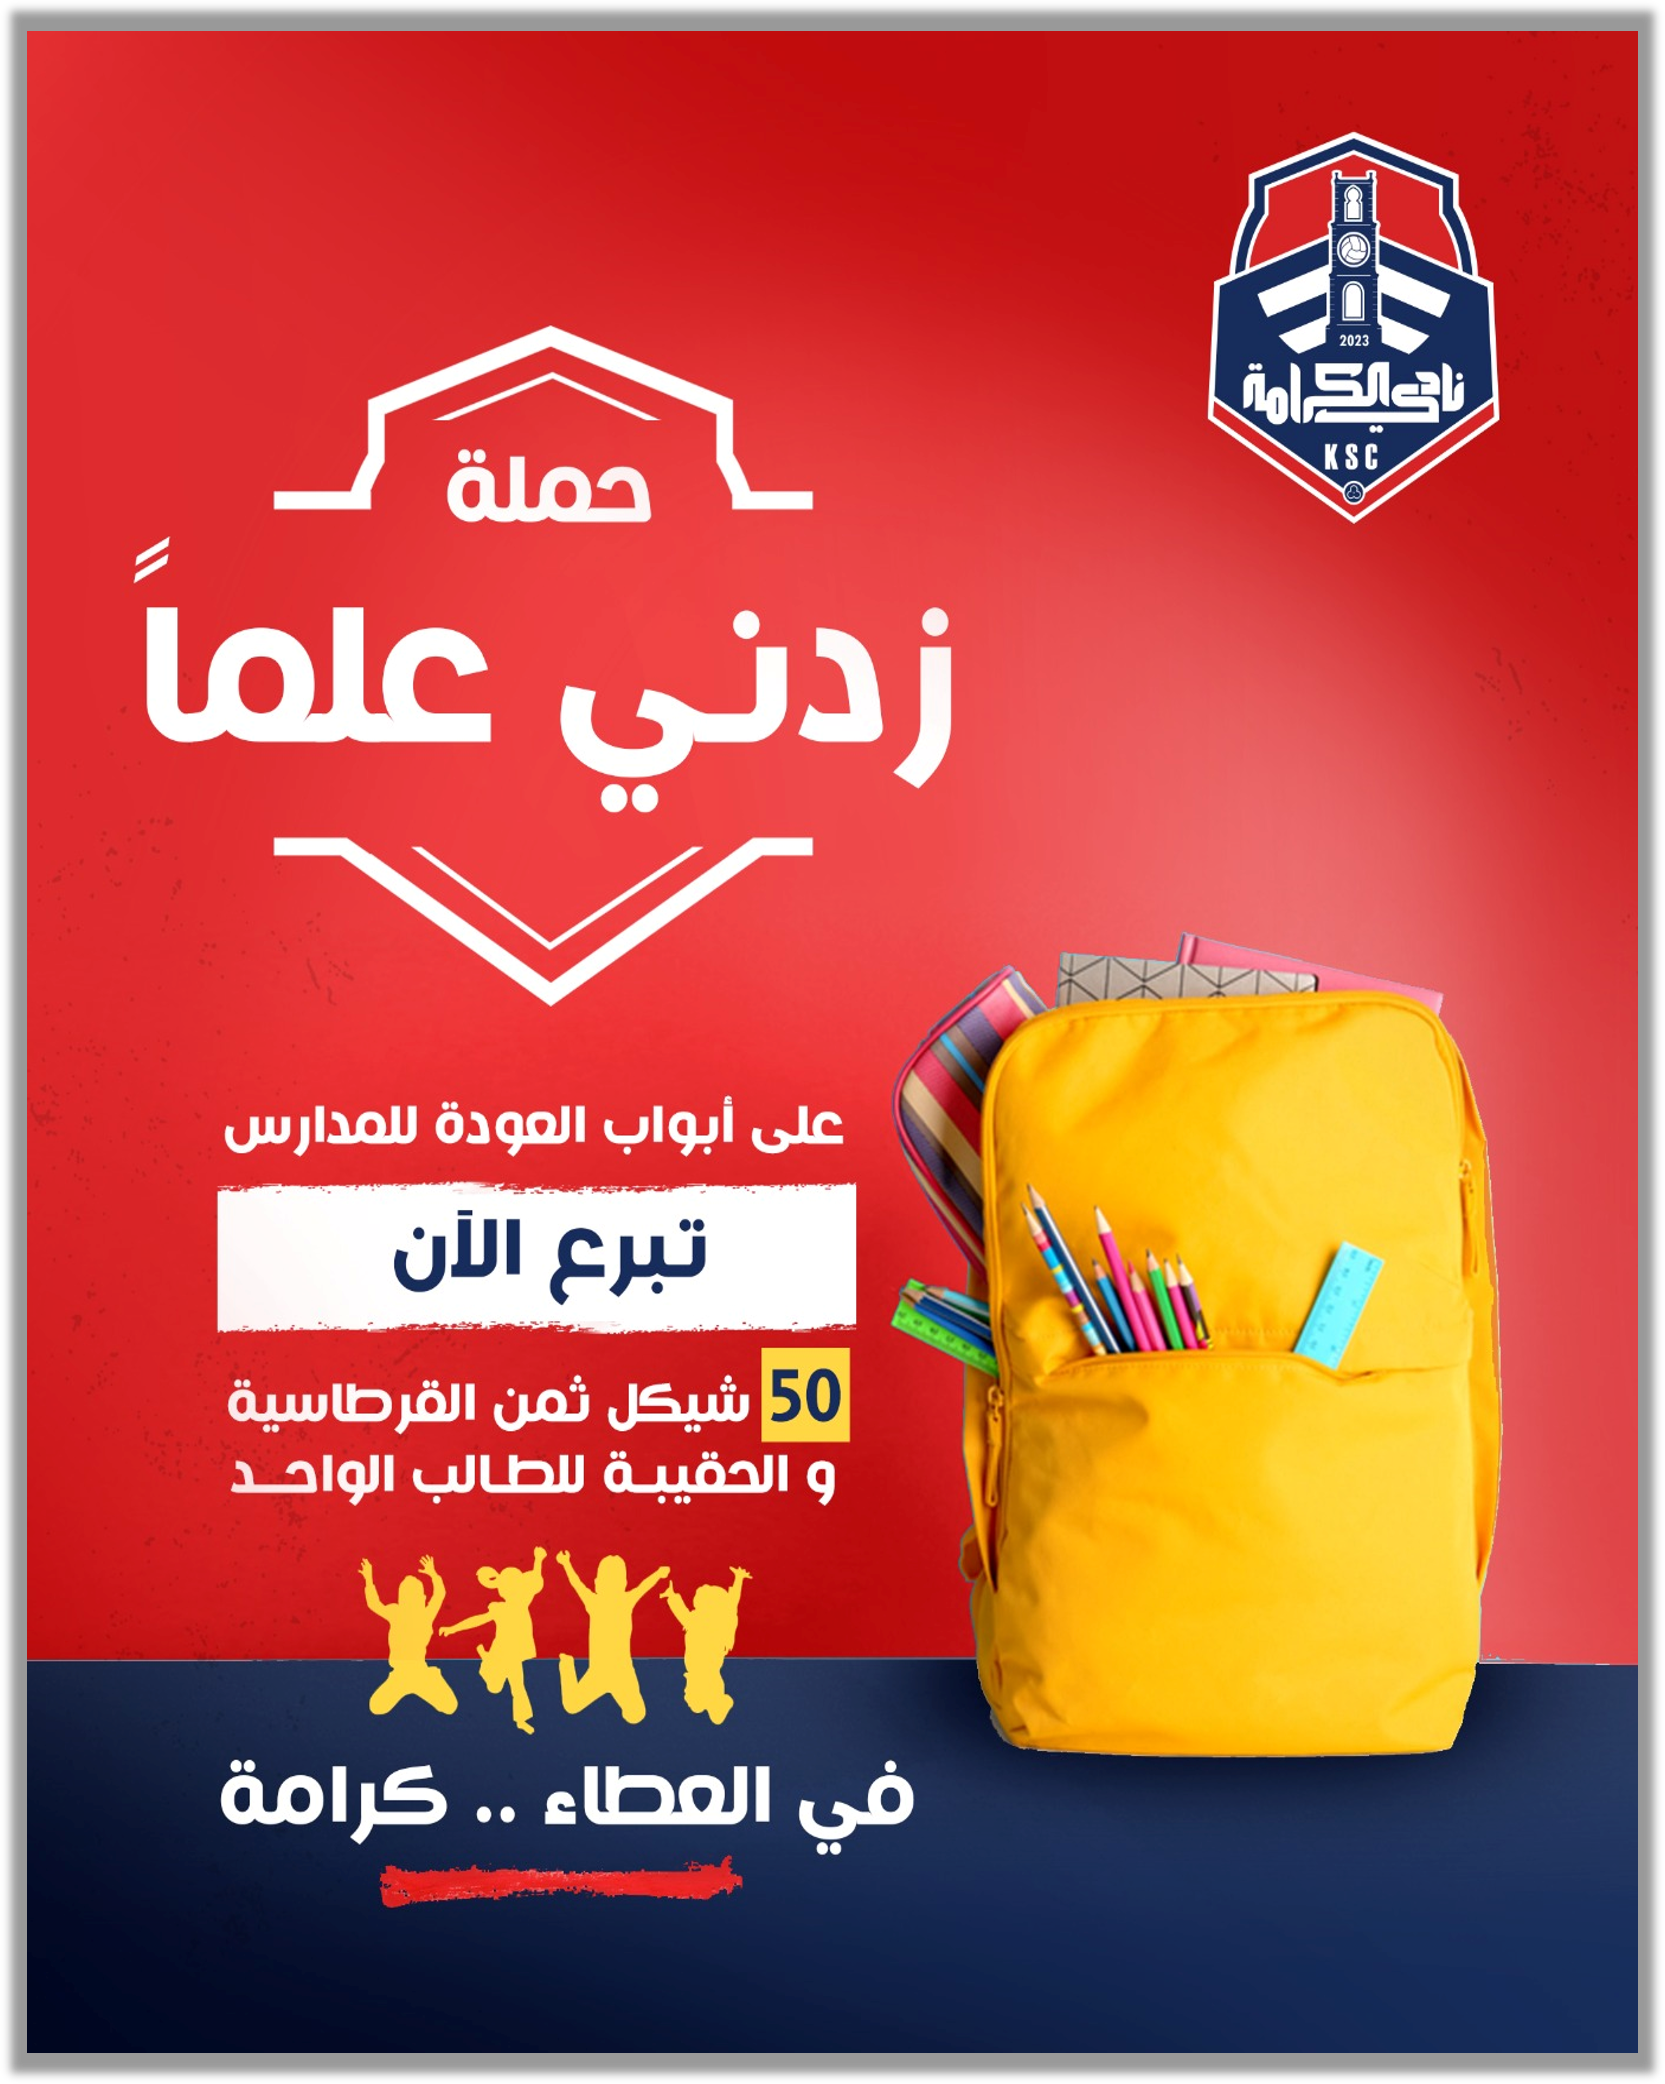 2023
نادي الكرامة
KSC
حملة
زدني علماً
على أبواب العودة للمدارس
تبرع الآن
50 شيكل ثمن القرطاسية
و الحقيبة للطالب الواحد
في العطاء .. كرامة